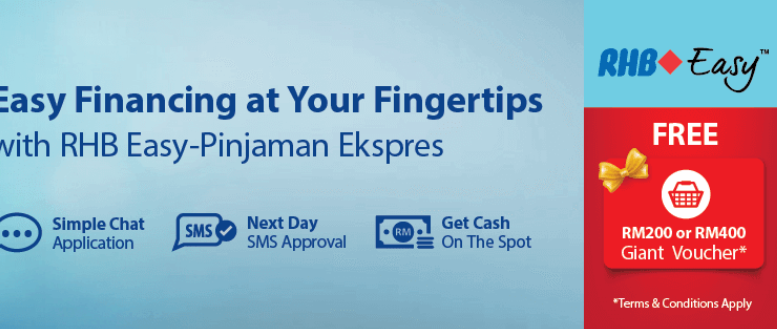 Easy Financing at Your Fingertips
with RHB Easy-Pinjaman Ekspres
Simple Chat
Application
SMS
Next Day
SMS Approval
RM
Get Cash
On The Spot
RHB Easy™
FREE
RM200 or RM400
Giant Voucher*
*Terms & Conditions Apply